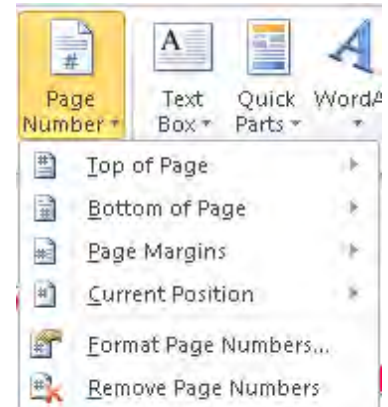 Page Number
Text Box
Quick Parts
WordA
Top of Page
Bottom of Page
Page Margins
Current Position
Format Page Numbers...
Remove Page Numbers